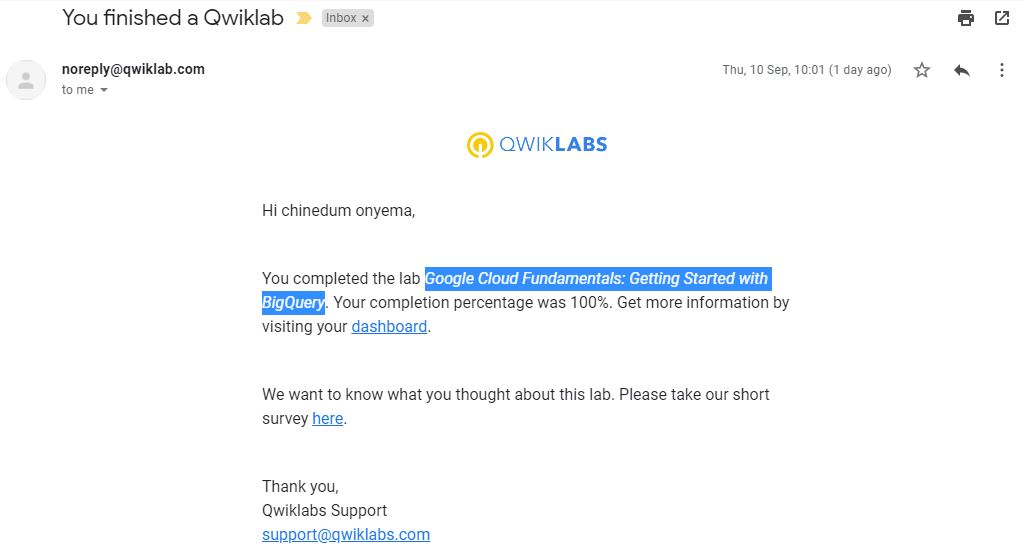 You finished a Qwiklab Inbox x
noreply@qwiklab.com Thu, 10 Sep, 10:01 (1 day ago)
to me
QWIKLABS
Hi chinedum onyema,
You completed the lab Google Cloud Fundamentals: Getting Started with
BigQuery. Your completion percentage was 100%. Get more information by
visiting your dashboard.
We want to know what you thought about this lab. Please take our short
survey here.
Thank you,
Qwiklabs Support
support@qwiklabs.com